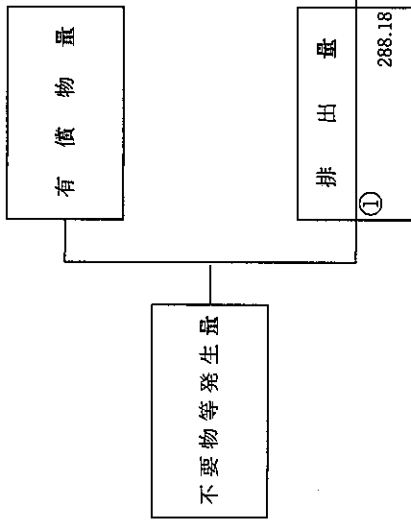 有償物量
不要物等発生量
排出量
①
288.18